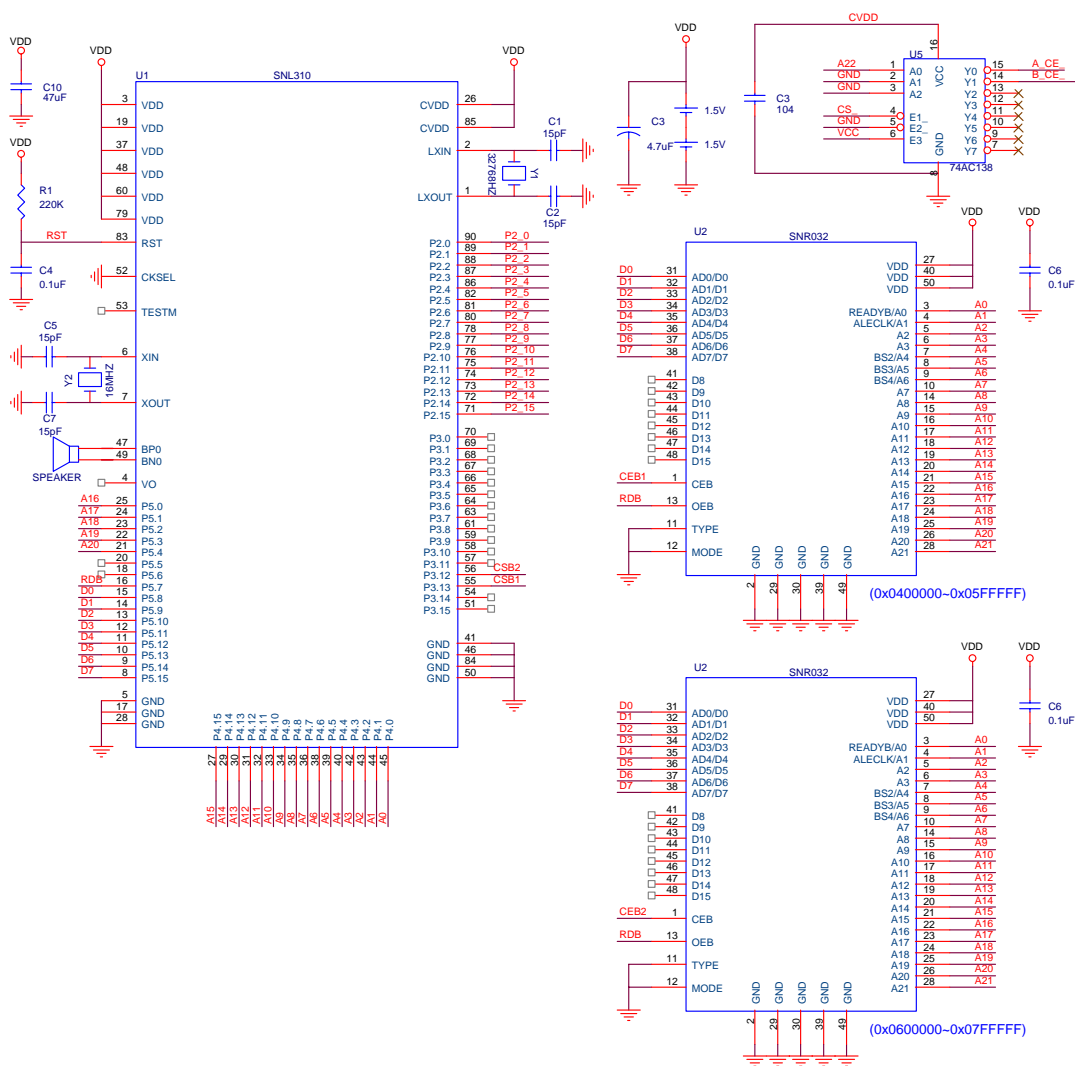 VDD
C10
47uF
VDD
R1
220K
RST
C4
0.1uF
C5
15pF
Y2
16MHZ
C7
15pF
SPEAKER
VDD
U1
SNL310
3 VDD
19 VDD
37 VDD
48 VDD
60 VDD
79 VDD
83 RST
52 CKSEL
53 TESTM
6 XIN
7 XOUT
47 BP0
49 BN0
4 VO
A16 25 P5.0
A17 24 P5.1
A18 23 P5.2
A19 22 P5.3
A20 21 P5.4
20 P5.5
18 P5.6
RDB 16 P5.7
D0 15 P5.8
D1 14 P5.9
D2 13 P5.10
D3 12 P5.11
D4 11 P5.12
D5 10 P5.13
D6 9 P5.14
D7 8 P5.15
5 GND
17 GND
28 GND
VDD
CVDD 26
CVDD 85
LXIN 2
LXOUT 1
C1
15pF
32768HZ
Y1
C2
15pF
P2.0 90 P2_0
P2.1 89 P2_1
P2.2 88 P2_2
P2.3 87 P2_3
P2.4 86 P2_4
P2.5 82 P2_5
P2.6 81 P2_6
P2.7 80 P2_7
P2.8 78 P2_8
P2.9 77 P2_9
P2.10 76 P2_10
P2.11 75 P2_11
P2.12 74 P2_12
P2.13 73 P2_13
P2.14 72 P2_14
P2.15 71 P2_15
P3.0 70
P3.1 69
P3.2 68
P3.3 67
P3.4 66
P3.5 65
P3.6 64
P3.7 63
P3.8 61
P3.9 59
P3.10 58
P3.11 57
P3.12 56 CSB2
P3.13 55 CSB1
P3.14 54
P3.15 51
GND 41
GND 46
GND 84
GND 50
P4.15 27 A15
P4.14 29 A14
P4.13 30 A13
P4.12 31 A12
P4.11 32 A11
P4.10 33 A10
P4.9 34 A9
P4.8 35 A8
P4.7 36 A7
P4.6 38 A6
P4.5 39 A5
P4.4 40 A4
P4.3 42 A3
P4.2 43 A2
P4.1 44 A1
P4.0 45 A0
VDD
C3
4.7uF
1.5V
1.5V
CVDD
C3
104
U5
16
VCC
A22 1 A0
GND 2 A1
GND 3 A2
CS_ 4 E1_
GND 5 E2_
VCC 6 E3
Y0 15 A_CE_
Y1 14 B_CE_
Y2 13
Y3 12
Y4 11
Y5 10
Y6 9
Y7 7
GND
8
74AC138
U2
SNR032
VDD
C6
0.1uF
D0 31 AD0/D0
D1 32 AD1/D1
D2 33 AD2/D2
D3 34 AD3/D3
D4 35 AD4/D4
D5 36 AD5/D5
D6 37 AD6/D6
D7 38 AD7/D7
41 D8
42 D9
43 D10
44 D11
45 D12
46 D13
47 D14
48 D15
CEB1 1 CEB
RDB 13 OEB
11 TYPE
12 MODE
VDD 27
VDD 40
VDD 50
READYB/A0 3 A0
ALECLK/A1 4 A1
A2 5 A2
A3 6 A3
BS2/A4 7 A4
BS3/A5 8 A5
BS4/A6 9 A6
A7 10 A7
A8 14 A8
A9 15 A9
A10 16 A10
A11 17 A11
A12 18 A12
A13 19 A13
A14 20 A14
A15 21 A15
A16 22 A16
A17 23 A17
A18 24 A18
A19 25 A19
A20 26 A20
A21 28 A21
GND GND GND GND GND
2 29 30 39 49
(0x0400000~0x05FFFFF)
U2
SNR032
VDD
C6
0.1uF
D0 31 AD0/D0
D1 32 AD1/D1
D2 33 AD2/D2
D3 34 AD3/D3
D4 35 AD4/D4
D5 36 AD5/D5
D6 37 AD6/D6
D7 38 AD7/D7
41 D8
42 D9
43 D10
44 D11
45 D12
46 D13
47 D14
48 D15
CEB2 1 CEB
RDB 13 OEB
11 TYPE
12 MODE
VDD 27
VDD 40
VDD 50
READYB/A0 3 A0
ALECLK/A1 4 A1
A2 5 A2
A3 6 A3
BS2/A4 7 A4
BS3/A5 8 A5
BS4/A6 9 A6
A7 10 A7
A8 14 A8
A9 15 A9
A10 16 A10
A11 17 A11
A12 18 A12
A13 19 A13
A14 20 A14
A15 21 A15
A16 22 A16
A17 23 A17
A18 24 A18
A19 25 A19
A20 26 A20
A21 28 A21
GND GND GND GND GND
2 29 30 39 49
(0x0600000~0x07FFFFF)